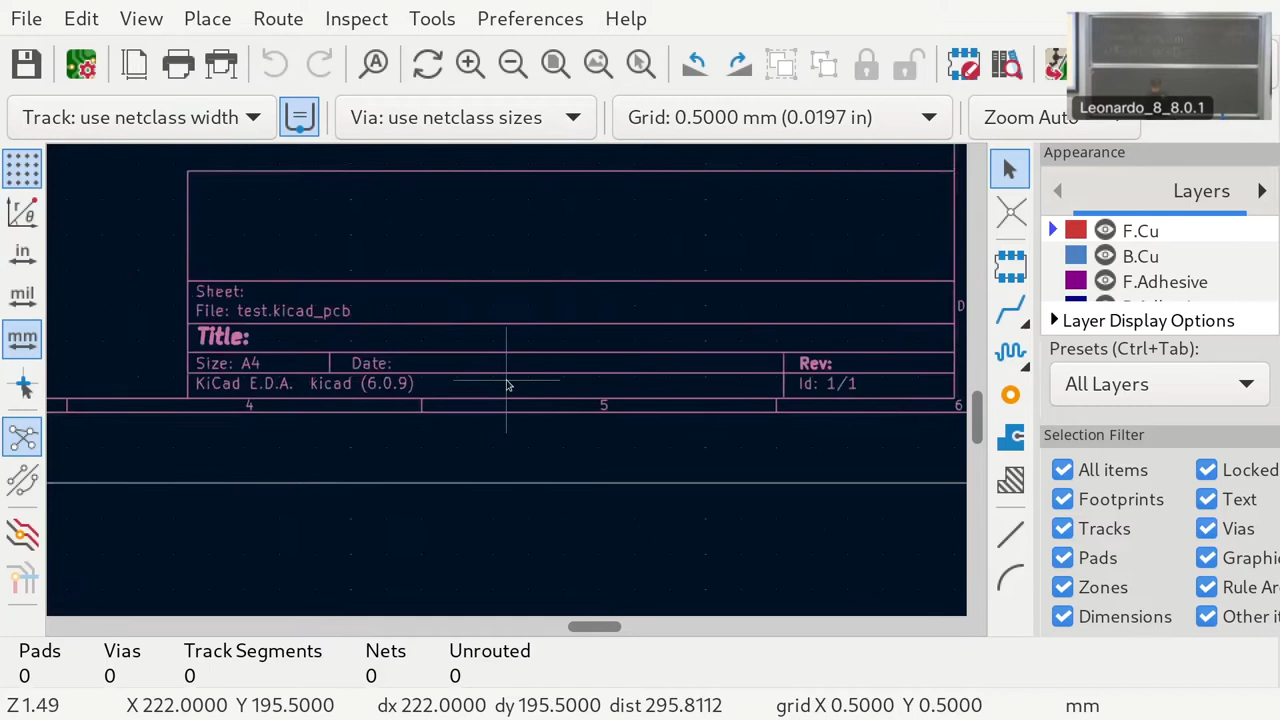 File Edit View Place Route Inspect Tools Preferences Help
Leonardo_8_8.0.1
Track: use netclass width
Via: use netclass sizes
Grid: 0.5000 mm (0.0197 in)
Zoom Auto
in
mil
mm
Sheet:
File: test.kicad_pcb
Title:
Size: A4 Date: Rev:
KiCad E.D.A. kicad (6.0.9) Id: 1/1
4 5 6
D
Appearance
Layers
F.Cu
B.Cu
F.Adhesive
Layer Display Options
Presets (Ctrl+Tab):
All Layers
Selection Filter
All items Locked
Footprints Text
Tracks Vias
Pads Graphi
Zones Rule Ar
Dimensions Other it
Pads Vias Track Segments Nets Unrouted
0 0 0 0 0
Z 1.49 X 222.0000 Y 195.5000 dx 222.0000 dy 195.5000 dist 295.8112 grid X 0.5000 Y 0.5000 mm